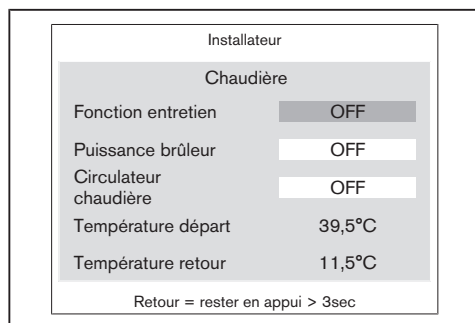 Installateur
Chaudière
Fonction entretien OFF
Puissance brûleur OFF
Circulateur
chaudière OFF
Température départ 39,5°C
Température retour 11,5°C
Retour = rester en appui > 3sec